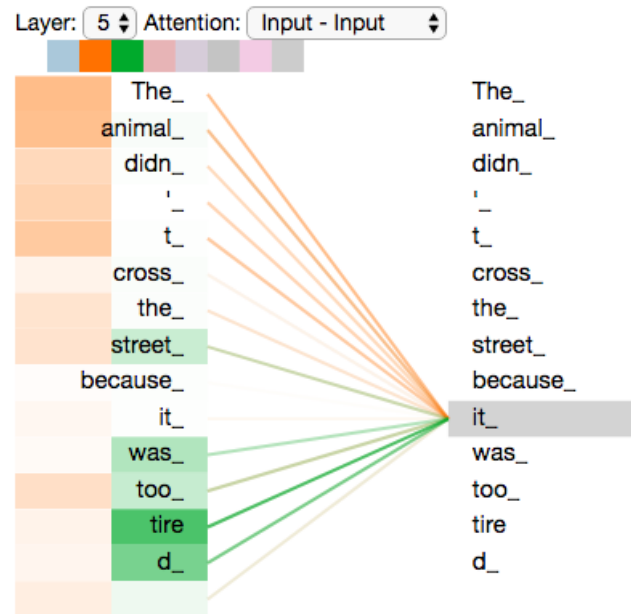 Layer: 5 Attention: Input - Input
The_ The_
animal_ animal_
didn_ didn_
'_ '_
t_ t_
cross_ cross_
the_ the_
street_ street_
because_ because_
it_ it_
was_ was_
too_ too_
tire tire
d_ d_